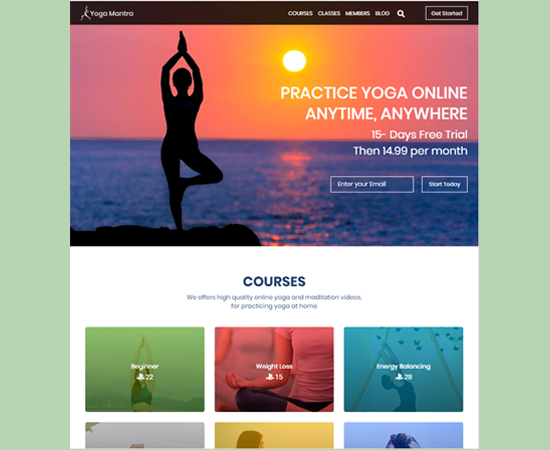 Yoga Mantra
COURSES CLASSES MEMBERS BLOG
Get Started
PRACTICE YOGA ONLINE
ANYTIME, ANYWHERE
15- Days Free Trial
Then 14.99 per month
Enter your Email
Start Today
COURSES
We offers high quality online yoga and maditation videos,
for practicing yoga at home
Beginner
22
Weight Loss
15
Energy Balancing
28